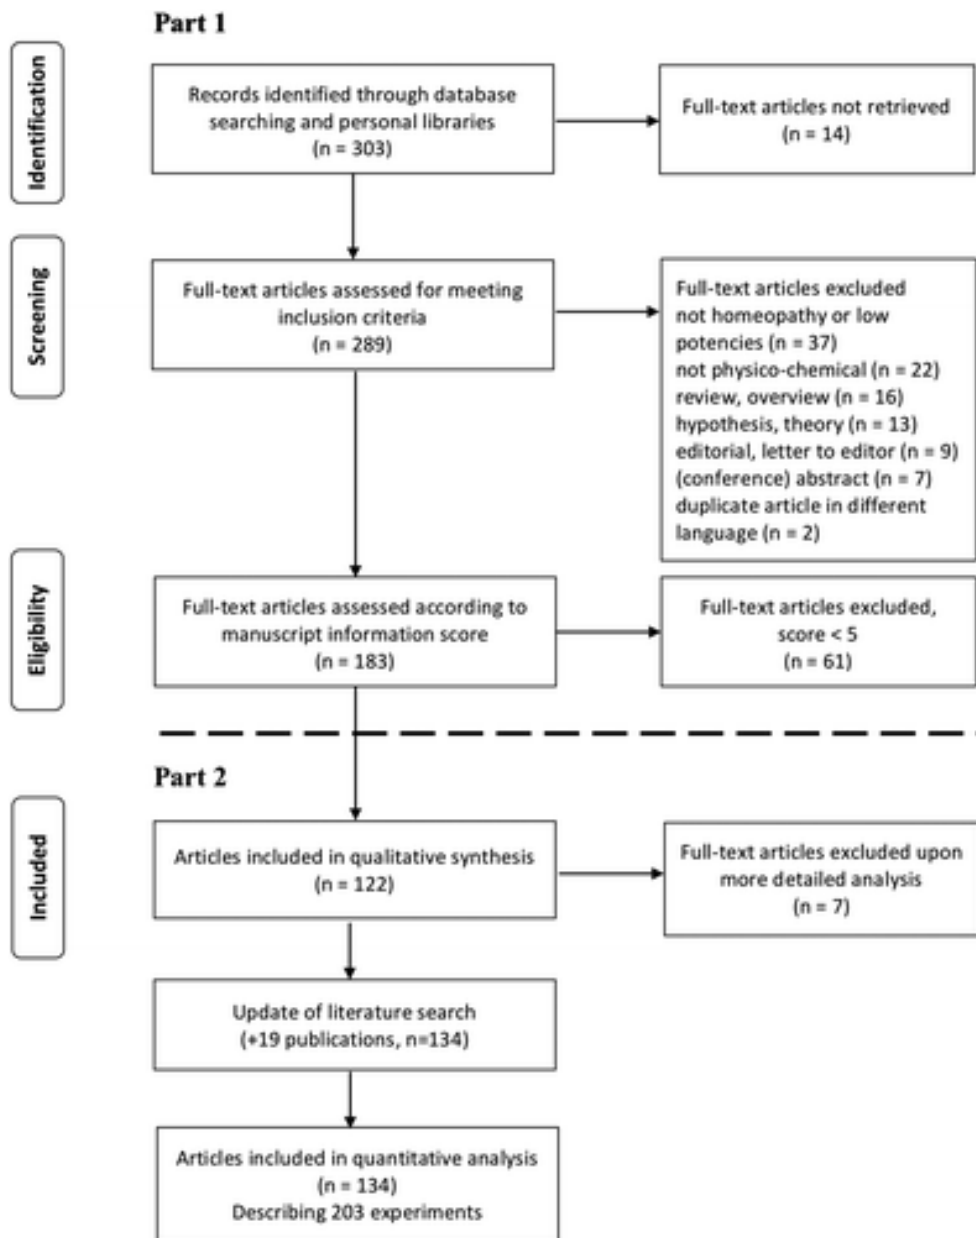 Part 1
Identification
Records identified through database
searching and personal libraries
(n = 303)
Full-text articles not retrieved
(n = 14)
Screening
Full-text articles assessed for meeting
inclusion criteria
(n = 289)
Full-text articles excluded
not homeopathy or low
potencies (n = 37)
not physico-chemical (n = 22)
review, overview (n = 16)
hypothesis, theory (n = 13)
editorial, letter to editor (n = 9)
(conference) abstract (n = 7)
duplicate article in different
language (n = 2)
Eligibility
Full-text articles assessed according to
manuscript information score
(n = 183)
Full-text articles excluded,
score < 5
(n = 61)
Part 2
Included
Articles included in qualitative synthesis
(n = 122)
Full-text articles excluded upon
more detailed analysis
(n = 7)
Update of literature search
(+19 publications, n=134)
Articles included in quantitative analysis
(n = 134)
Describing 203 experiments